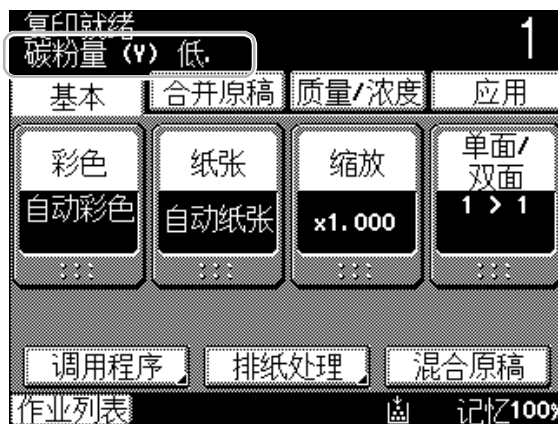 复印就绪 1
碳粉量 (Y) 低.
基本 合并原稿 质量/浓度 应用
彩色 纸张 缩放 单面/
双面
自动彩色 自动纸张 x1.000 1 > 1
调用程序 排纸处理 混合原稿
作业列表 记忆100%